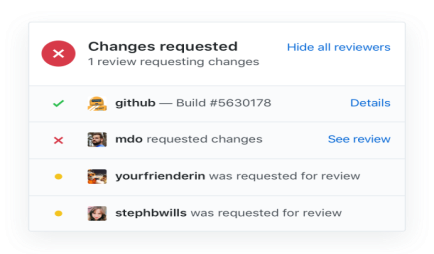 Changes requested
Hide all reviewers
1 review requesting changes
github — Build #5630178
Details
mdo requested changes
See review
yourfrienderin was requested for review
stephbwills was requested for review